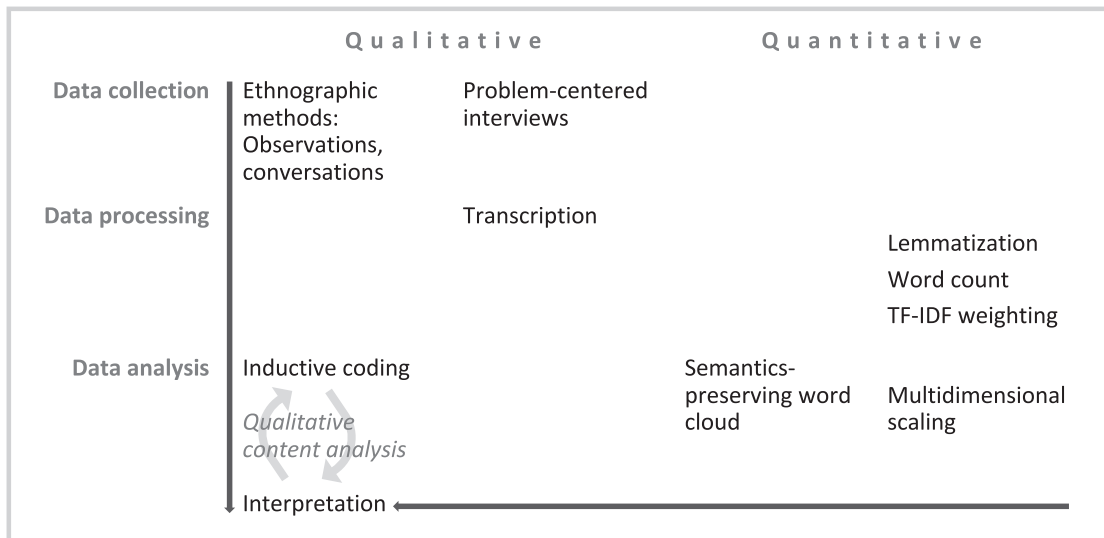 Qualitative Quantitative
Data collection
Ethnographic
methods:
Observations,
conversations
Problem-centered
interviews
Data processing
Transcription
Lemmatization
Word count
TF-IDF weighting
Data analysis
Inductive coding
Qualitative
content analysis
Semantics-
preserving word
cloud
Multidimensional
scaling
Interpretation